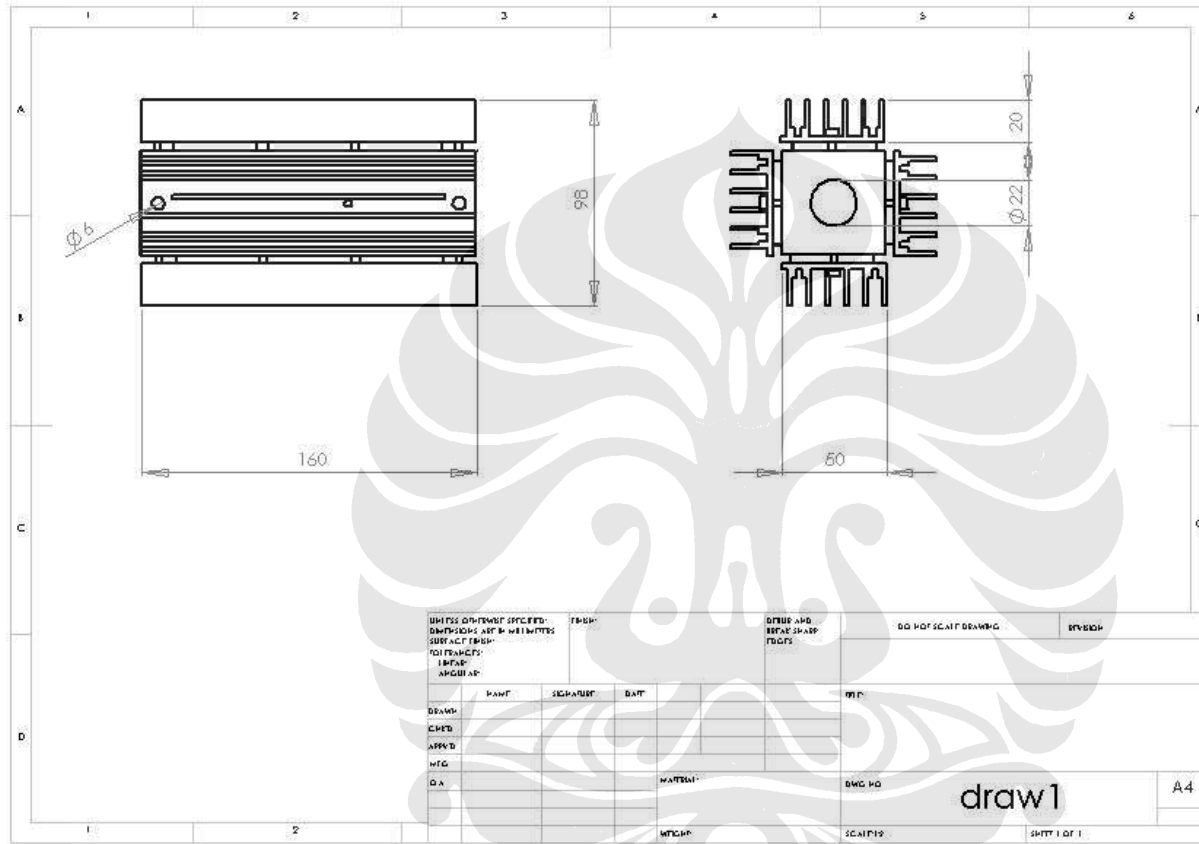 1 2 3 4 5 6
A
B
C
D
20
98
Ø22
Ø6
160
50
UNLESS OTHERWISE SPECIFIED:
DIMENSIONS ARE IN MILLIMETERS
SURFACE FINISH:
TOLERANCES:
LINEAR:
ANGULAR:
FINISH:
DEBUR AND
BREAK SHARP
EDGES
DO NOT SCALE DRAWING
REVISION
NAME SIGNATURE DATE
TITLE:
DRAWN
CHK'D
APPV'D
MFG
Q.A
MATERIAL:
DWG NO.
draw1
A4
1 2
WEIGHT:
SHEET 1 OF 1